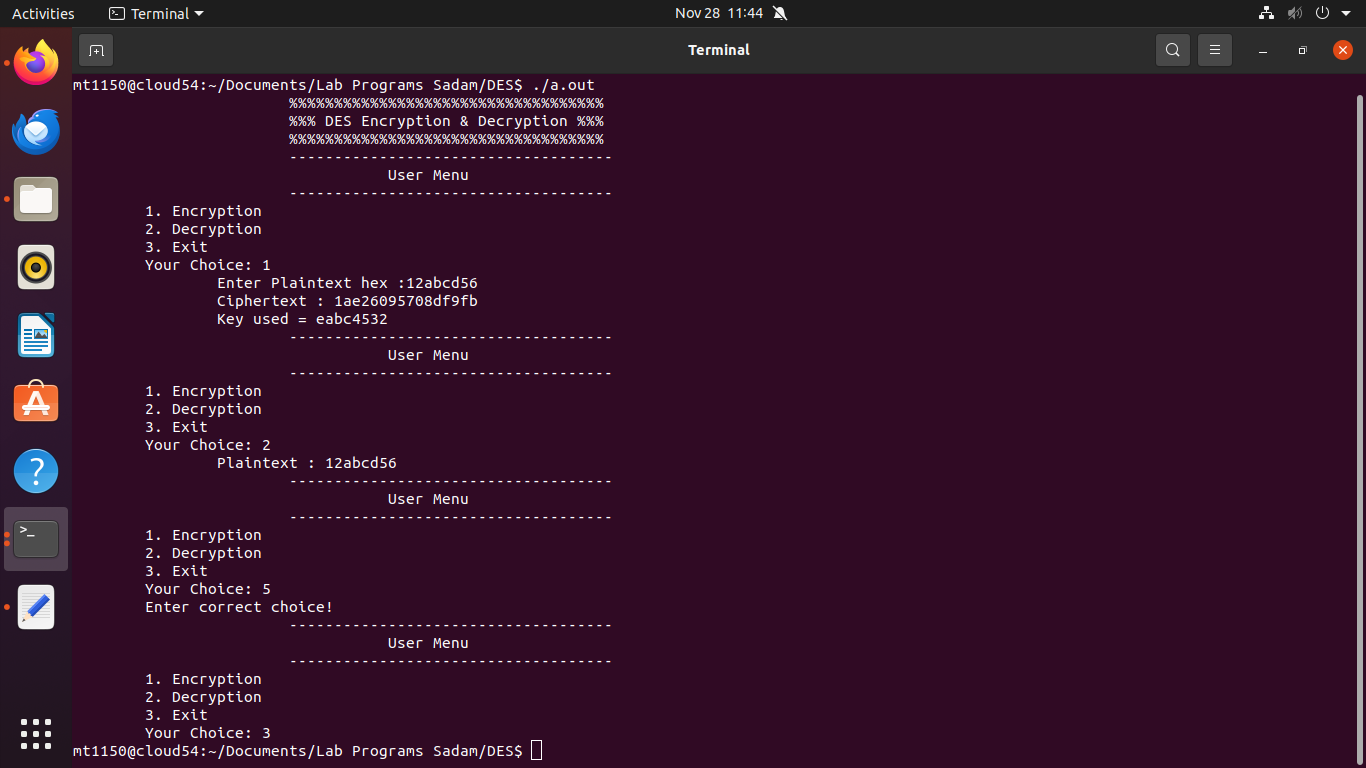 Activities Terminal Nov 28 11:44
Terminal
mt1150@cloud54:~/Documents/Lab Programs Sadam/DES$ ./a.out
%%%%%%%%%%%%%%%%%%%%%%%%%%%%%%%%%%%
%%% DES Encryption & Decryption %%%
%%%%%%%%%%%%%%%%%%%%%%%%%%%%%%%%%%%
------------------------------------
User Menu
------------------------------------
1. Encryption
2. Decryption
3. Exit
Your Choice: 1
Enter Plaintext hex :12abcd56
Ciphertext : 1ae26095708df9fb
Key used = eabc4532
------------------------------------
User Menu
------------------------------------
1. Encryption
2. Decryption
3. Exit
Your Choice: 2
Plaintext : 12abcd56
------------------------------------
User Menu
------------------------------------
1. Encryption
2. Decryption
3. Exit
Your Choice: 5
Enter correct choice!
------------------------------------
User Menu
------------------------------------
1. Encryption
2. Decryption
3. Exit
Your Choice: 3
mt1150@cloud54:~/Documents/Lab Programs Sadam/DES$